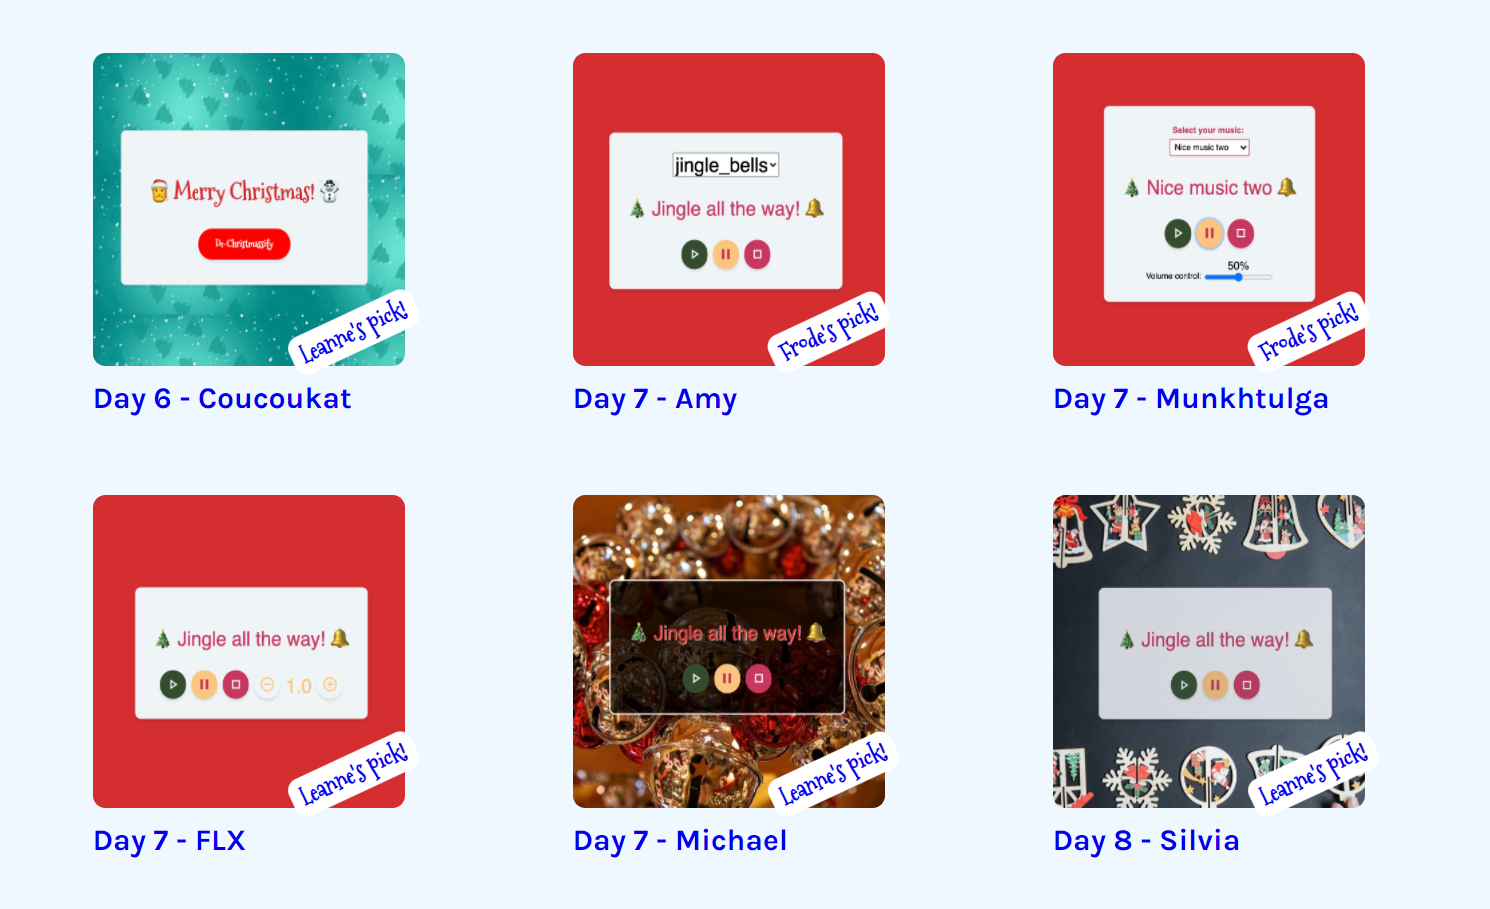 🎅 Merry Christmas! ☃️
De-Christmassify
Leanne's pick!
Day 6 - Coucoukat
jingle_bells
🎄 Jingle all the way! 🔔
Frode's pick!
Day 7 - Amy
Select your music:
Nice music two
🎄 Nice music two 🔔
50%
Volume control:
Frode's pick!
Day 7 - Munkhtulga
🎄 Jingle all the way! 🔔
1.0
Leanne's pick!
Day 7 - FLX
🎄 Jingle all the way! 🔔
Leanne's pick!
Day 7 - Michael
🎄 Jingle all the way! 🔔
Leanne's pick!
Day 8 - Silvia